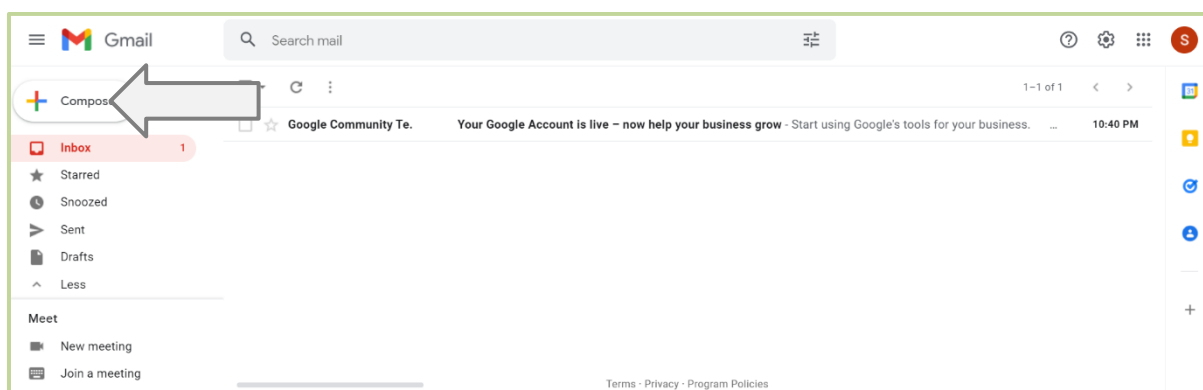 Gmail
Search mail
S
Compos
1–1 of 1
31
Google Community Te. Your Google Account is live – now help your business grow - Start using Google's tools for your business. ... 10:40 PM
Inbox 1
Starred
Snoozed
Sent
Drafts
Less
Meet
New meeting
Join a meeting
Terms · Privacy · Program Policies